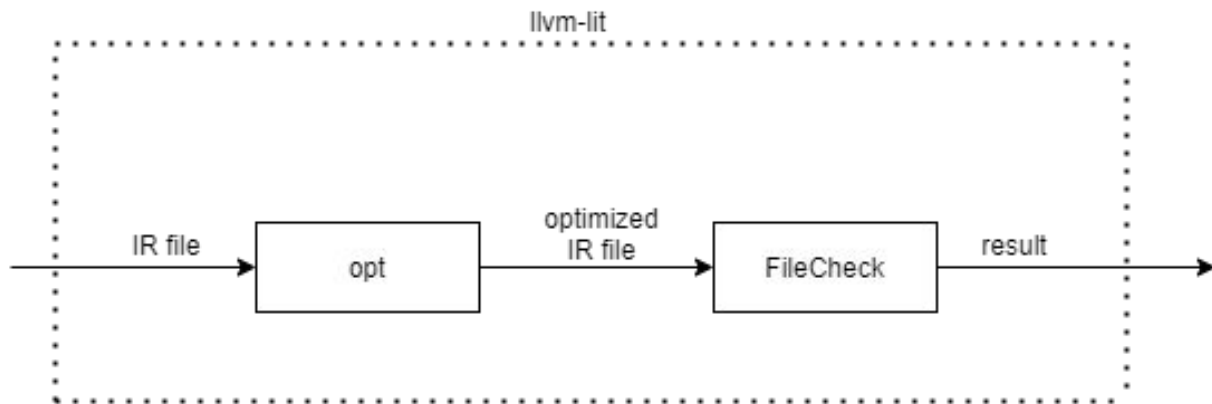 llvm-lit
IR file
opt
optimized
IR file
FileCheck
result